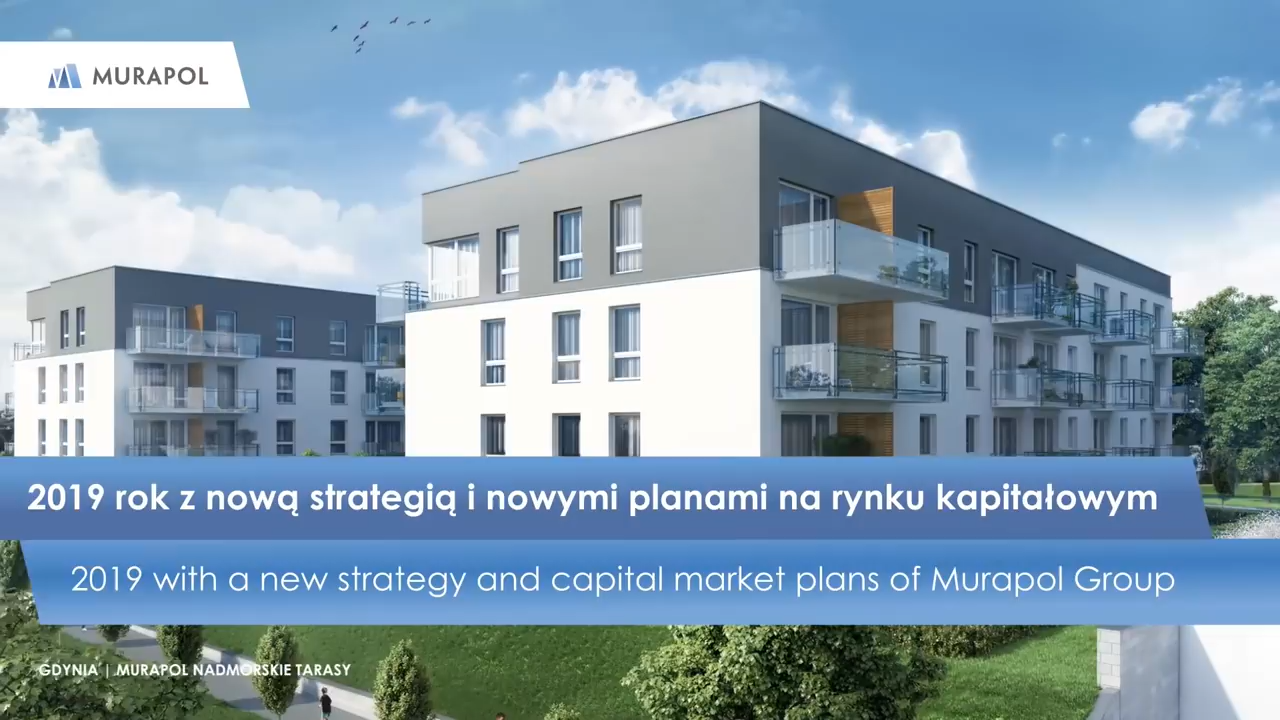 MURAPOL
2019 rok z nową strategią i nowymi planami na rynku kapitałowym
2019 with a new strategy and capital market plans of Murapol Group
GDYNIA | MURAPOL NADMORSKIE TARASY